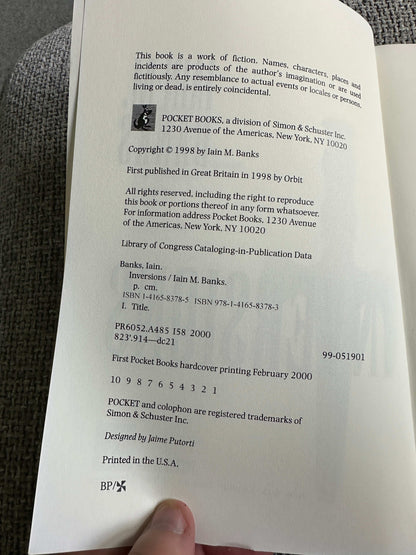 This book is a work of fiction. Names, characters, places and
incidents are products of the author's imagination or are used
fictitiously. Any resemblance to actual events or locales or persons,
living or dead, is entirely coincidental.
POCKET BOOKS, a division of Simon & Schuster Inc.
1230 Avenue of the Americas, New York, NY 10020
Copyright © 1998 by Iain M. Banks
First published in Great Britain in 1998 by Orbit
All rights reserved, including the right to reproduce
this book or portions thereof in any form whatsoever.
For information address Pocket Books, 1230 Avenue
of the Americas, New York, NY 10020
Library of Congress Cataloging-in-Publication Data
Banks, Iain.
Inversions / Iain M. Banks.
p. cm.
ISBN 1-4165-8378-5 ISBN 978-1-4165-8378-3
I. Title.
PR6052.A485 I58 2000
823'.914—dc21
99-051901
First Pocket Books hardcover printing February 2000
10 9 8 7 6 5 4 3 2 1
POCKET and colophon are registered trademarks of
Simon & Schuster Inc.
Designed by Jaime Putorti
Printed in the U.S.A.
BP/